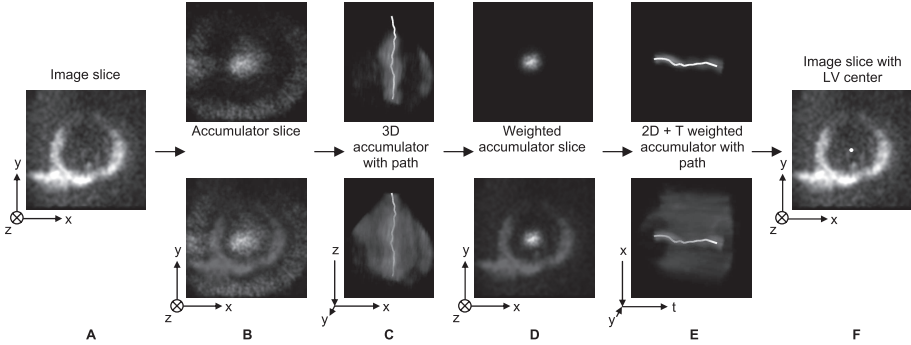 Image slice
y
z
x
A
Accumulator slice
y
z
x
B
3D
accumulator
with path
z
y
x
C
Weighted
accumulator slice
y
z
x
D
2D + T weighted
accumulator with
path
x
y
t
E
Image slice with
LV center
y
z
x
F